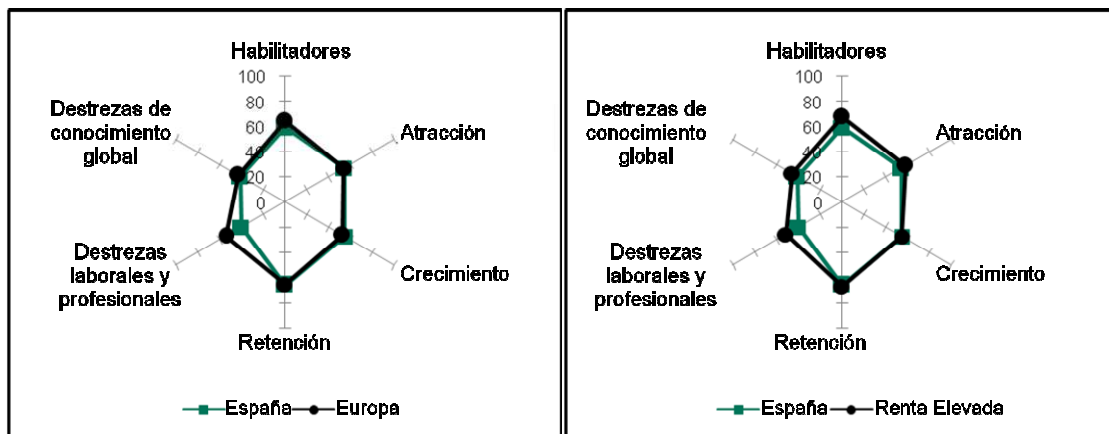 Habilitadores
100
80
60
40
20
0
Destrezas de
conocimiento
global
Atracción
Destrezas
laborales y
profesionales
Crecimiento
Retención
España Europa
Habilitadores
100
80
60
40
20
0
Destrezas de
conocimiento
global
Atracción
Destrezas
laborales y
profesionales
Crecimiento
Retención
España Renta Elevada